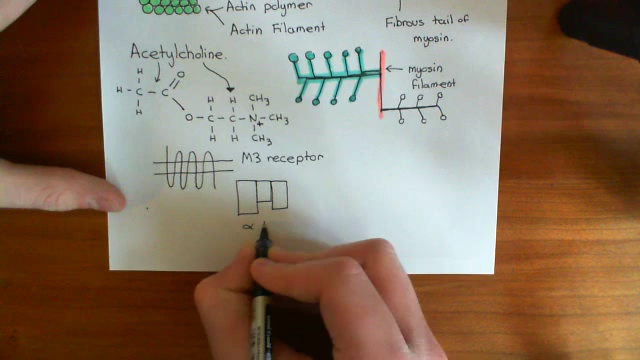 Actin polymer
Actin Filament
Fibrous tail of
myosin.
Acetylcholine.
myosin
Filament
H O
H - C - C
H
H H CH3
O - C - C - N - CH3
+
H H CH3
M3 receptor
α